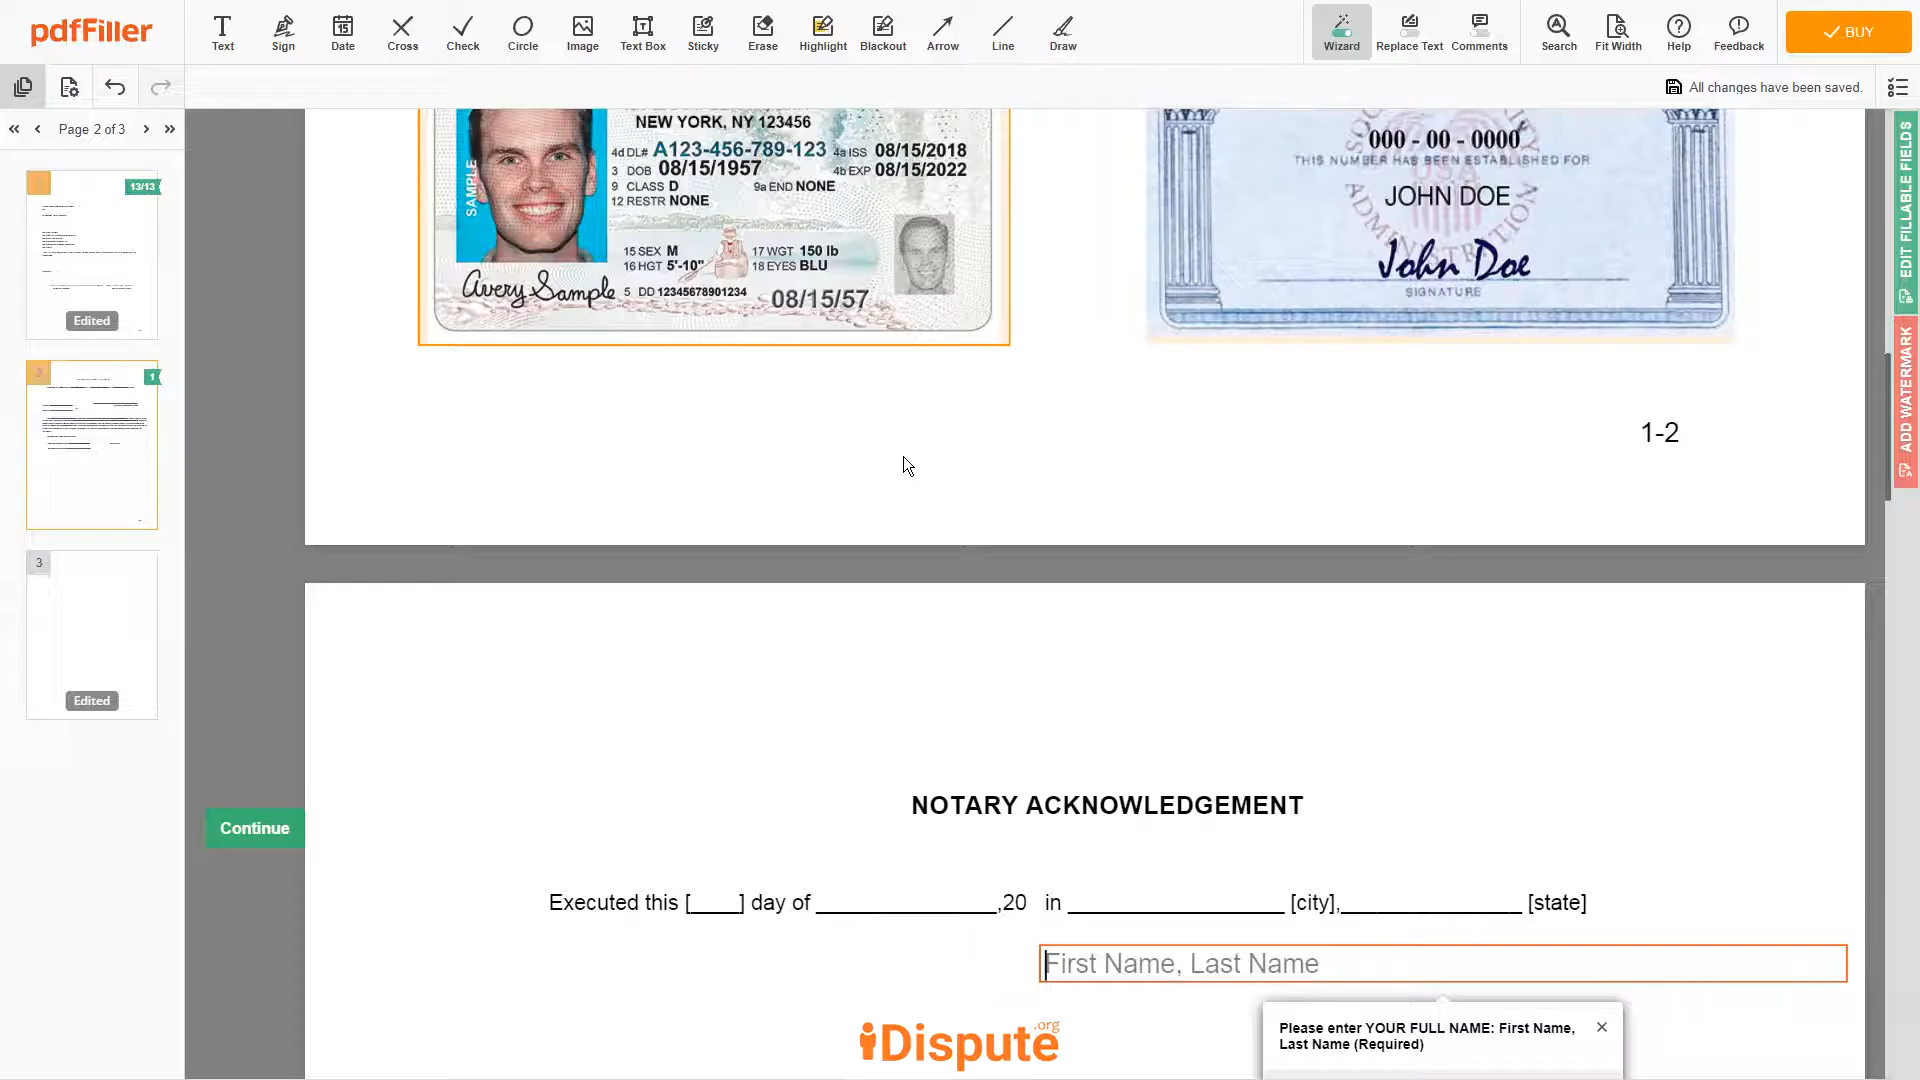 pdfFiller
Text
Sign
Date
Cross
Check
Circle
Image
Text Box
Sticky
Erase
Highlight
Blackout
Arrow
Line
Draw
Wizard
Replace Text
Comments
Search
Fit Width
Help
Feedback
BUY
All changes have been saved.
Page 2 of 3
13/13
Edited
2
1
3
Edited
EDIT FILLABLE FIELDS
ADD WATERMARK
NEW YORK, NY 123456
4d DL# A123-456-789-123 4a ISS 08/15/2018
3 DOB 08/15/1957 4b EXP 08/15/2022
9 CLASS D 9a END NONE
12 RESTR NONE
SAMPLE
15 SEX M 17 WGT 150 lb
16 HGT 5'-10" 18 EYES BLU
5 DD 12345678901234 08/15/57
Avery Sample
000 - 00 - 0000
THIS NUMBER HAS BEEN ESTABLISHED FOR
USA
JOHN DOE
ADMINISTRATION
John Doe
SIGNATURE
1-2
Continue
NOTARY ACKNOWLEDGEMENT
Executed this [____] day of _______________,20 in __________________ [city],_______________ [state]
First Name, Last Name
iDispute.org
Please enter YOUR FULL NAME: First Name,
Last Name (Required)